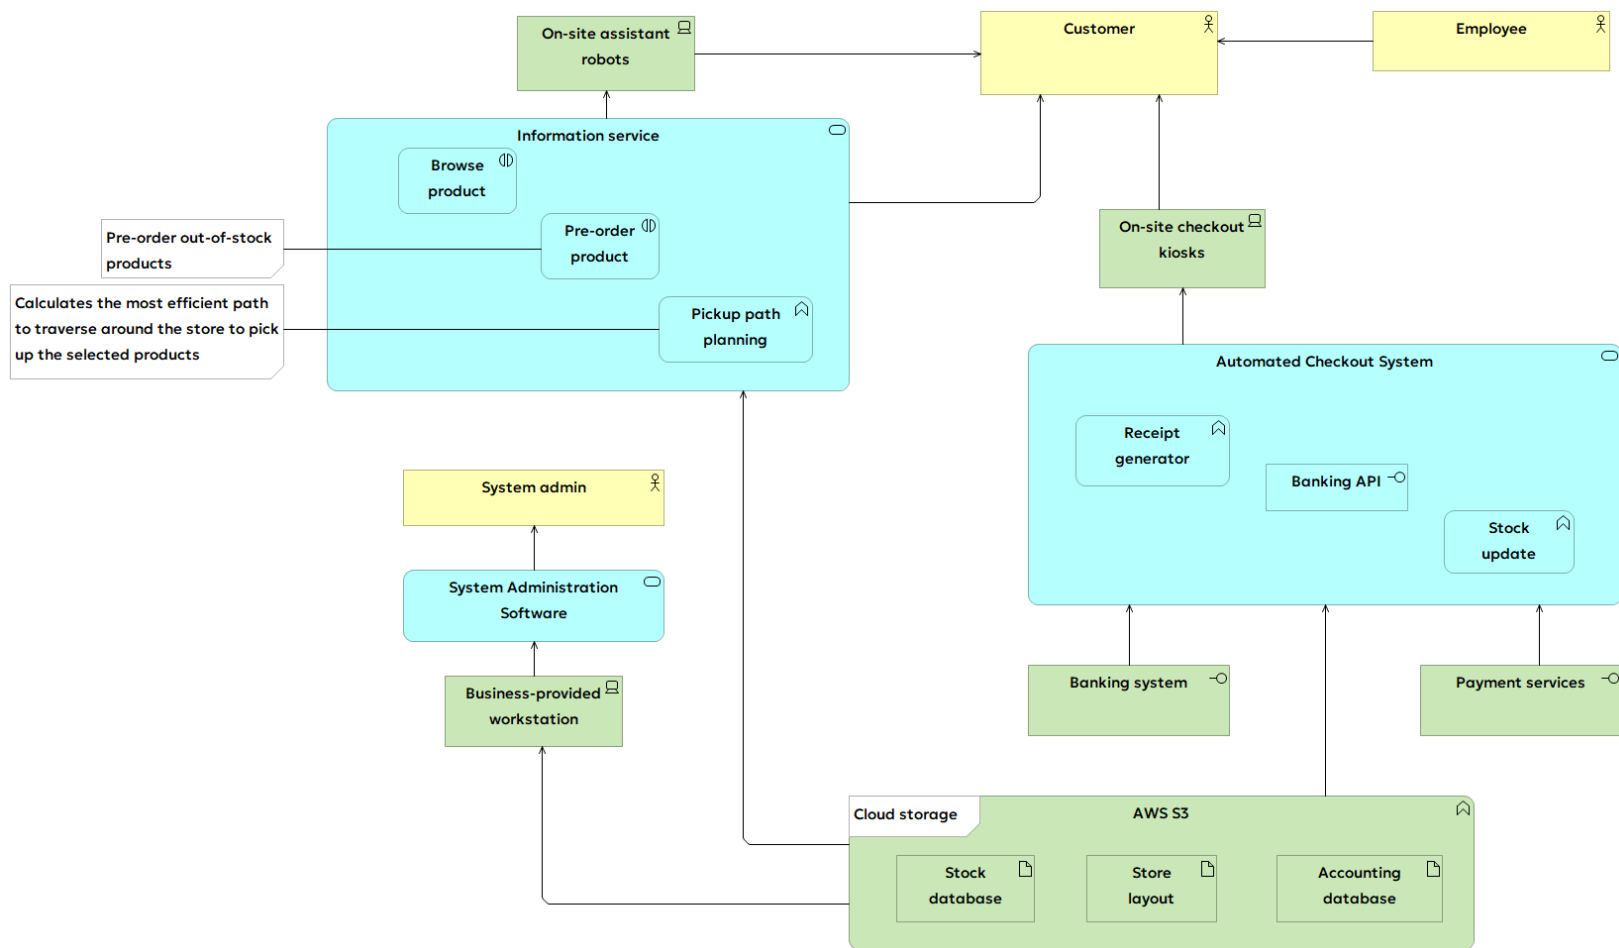 On-site assistant
robots
Customer
Employee
Information service
Browse
product
Pre-order
product
Pre-order out-of-stock
products
Pickup path
planning
Calculates the most efficient path
to traverse around the store to pick
up the selected products
On-site checkout
kiosks
Automated Checkout System
Receipt
generator
Banking API
Stock
update
System admin
System Administration
Software
Business-provided
workstation
Banking system
Payment services
Cloud storage
AWS S3
Stock
database
Store
layout
Accounting
database